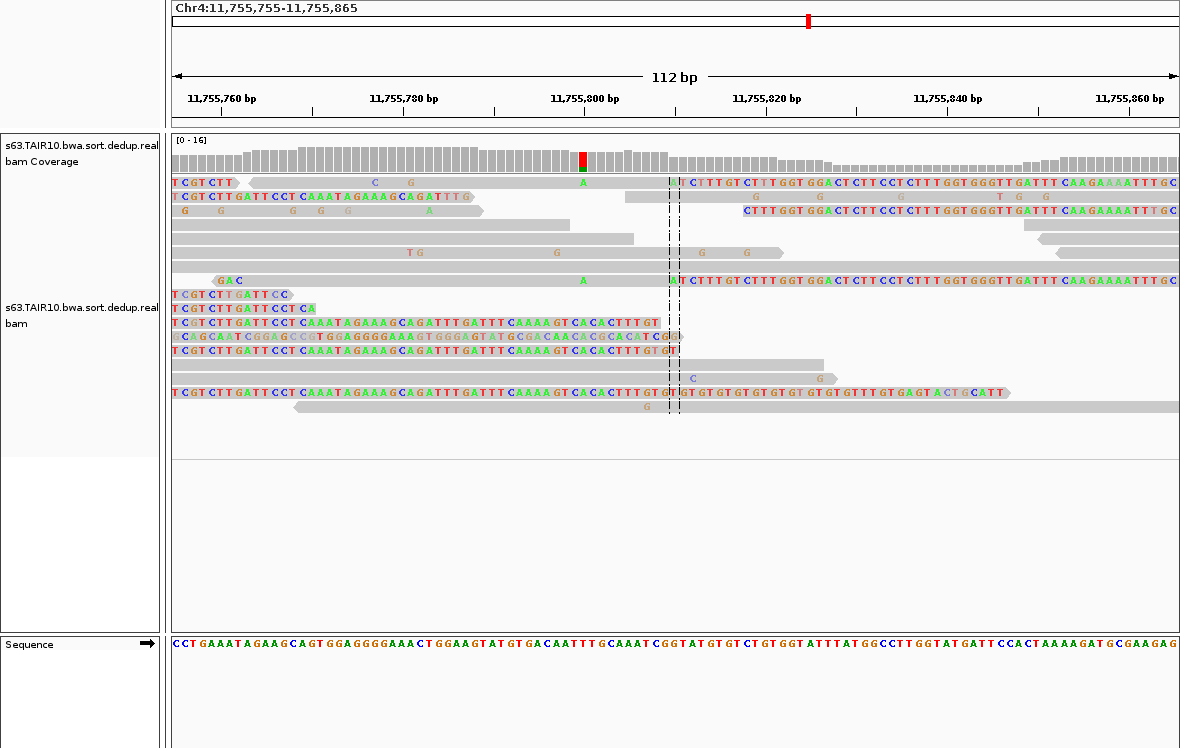 Chr4:11,755,755-11,755,865
112 bp
11,755,760 bp 11,755,780 bp 11,755,800 bp 11,755,820 bp 11,755,840 bp 11,755,860 bp
s63.TAIR10.bwa.sort.dedup.real
bam Coverage
[0 - 16]
TCGTCTT C G A ATCTTTGTCTTTGGTGGACTCTTCCTCTTTGGTGGGTTGATTTCAAGAAAATTTGC
TCGTCTTGATTCCTCAAATAGAAAGCAGATTTG G G G T G G
G G G G G A CTTTGGTGGACTCTTCCTCTTTGGTGGGTTGATTTCAAGAAAATTTGC
TG G G G
GAC A ATCTTTGTCTTTGGTGGACTCTTCCTCTTTGGTGGGTTGATTTCAAGAAAATTTGC
TCGTCTTGATTCC
s63.TAIR10.bwa.sort.dedup.real
bam
TCGTCTTGATTCCTCA
TCGTCTTGATTCCTCAAATAGAAAGCAGATTTGATTTCAAAAGTCACACTTTGT
GCAGCAATCGGAGCCGTGGAGGGGAAAGTGGGAGTATGCGACAACACGCACATCGG
TCGTCTTGATTCCTCAAATAGAAAGCAGATTTGATTTCAAAAGTCACACTTTGTGT
C G
TCGTCTTGATTCCTCAAATAGAAAGCAGATTTGATTTCAAAAGTCACACTTTGTGTGTGTGTGTGTGTGTGTGTGTTTGTGAGTACTGCATT
G
Sequence
CCTGAAATAGAAGCAGTGGAGGGGAAACTGGAAGTATGTGACAATTTGCAAATCGGTATGTGTCTGTGGTATTTATGGCCTTGGTATGATTCCACTAAAAGATGCGAAGAG